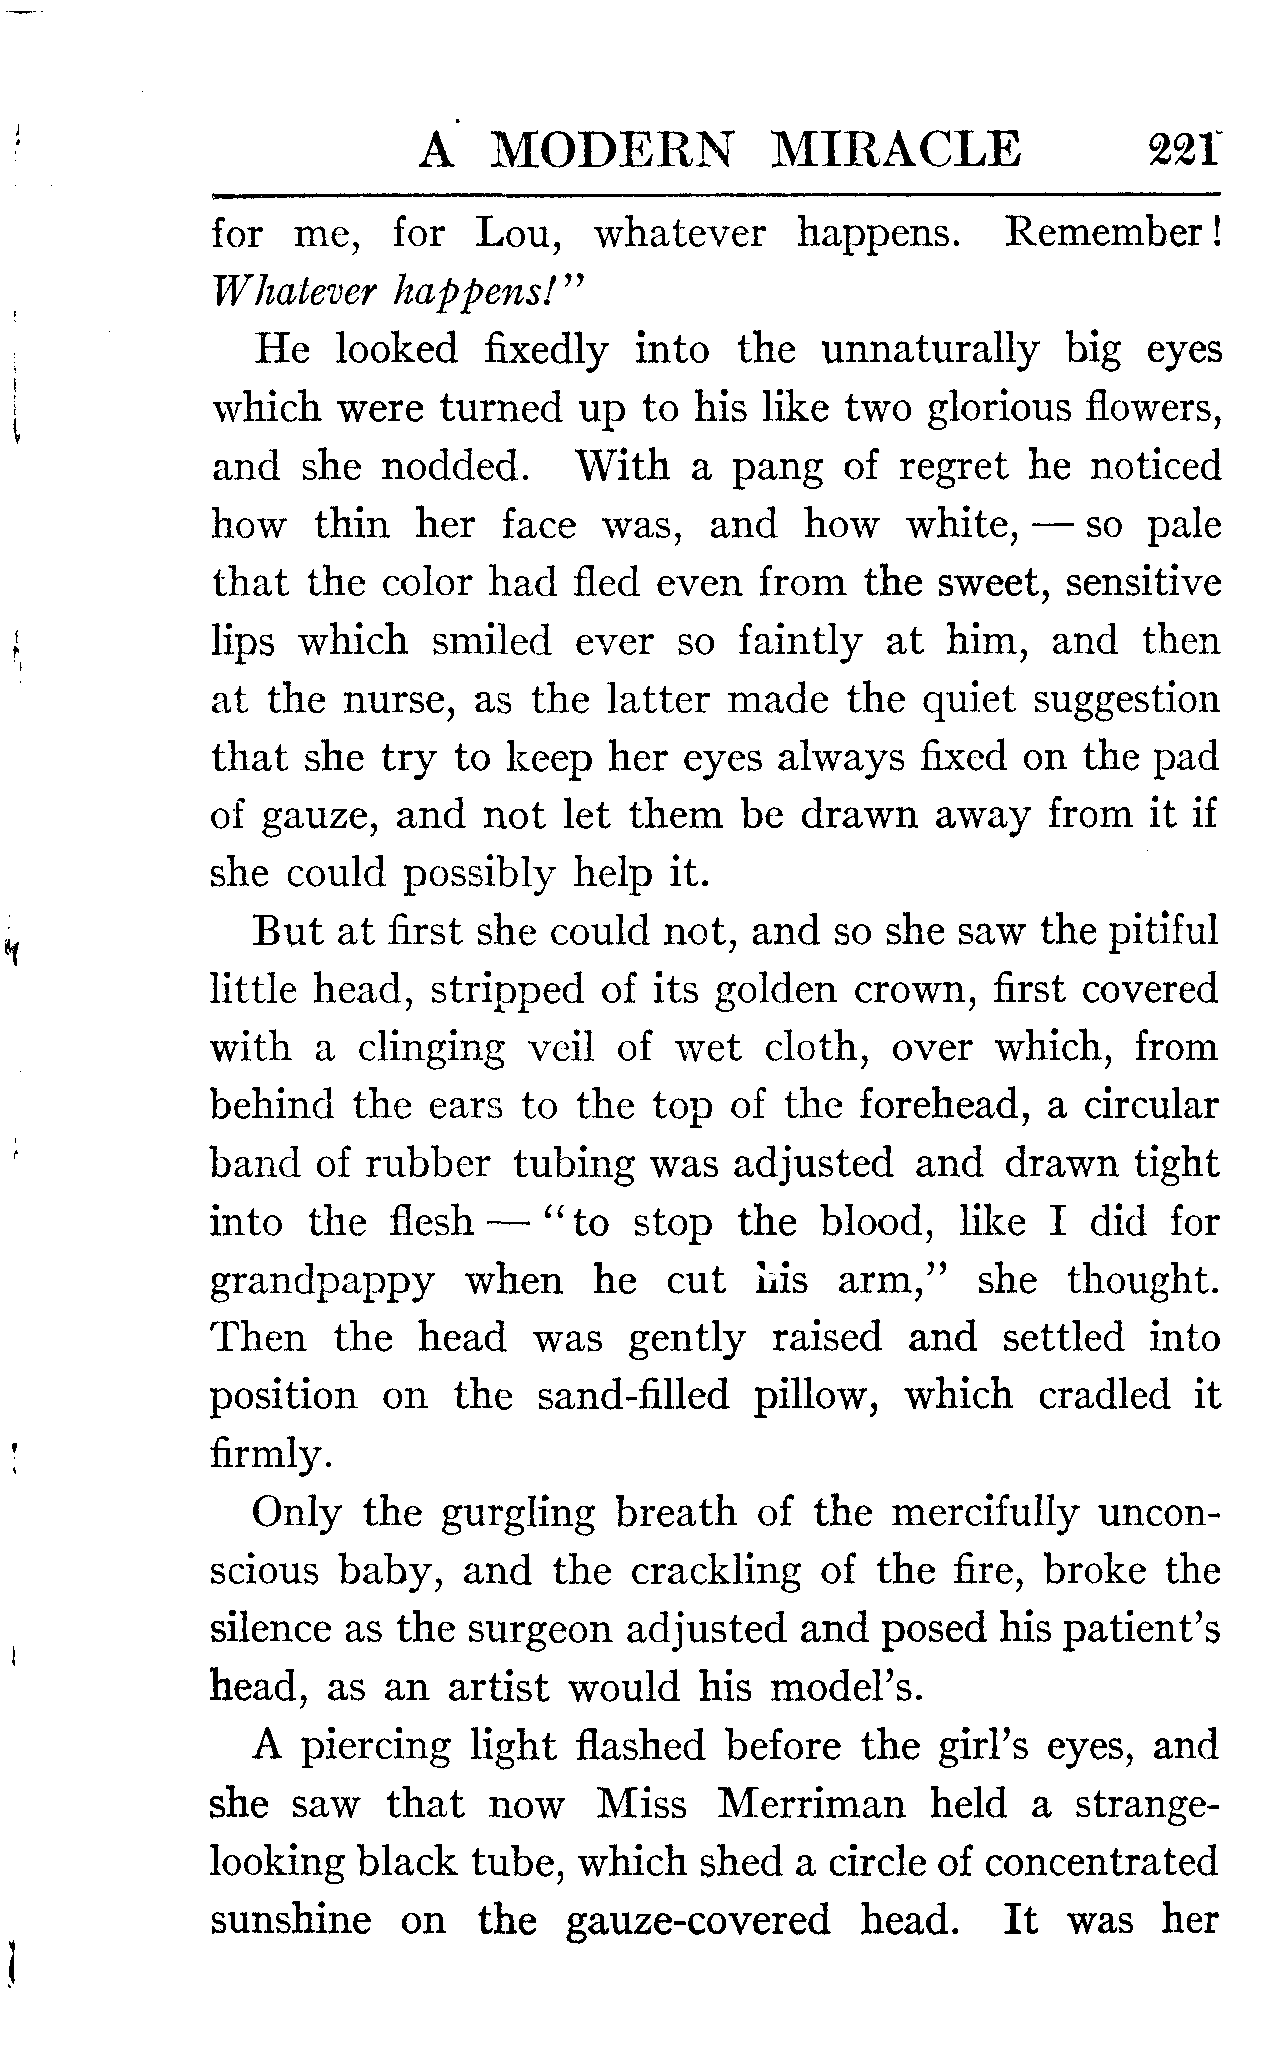 A MODERN MIRACLE 221
for me, for Lou, whatever happens. Remember!
Whatever happens!"
He looked fixedly into the unnaturally big eyes
which were turned up to his like two glorious flowers,
and she nodded. With a pang of regret he noticed
how thin her face was, and how white, — so pale
that the color had fled even from the sweet, sensitive
lips which smiled ever so faintly at him, and then
at the nurse, as the latter made the quiet suggestion
that she try to keep her eyes always fixed on the pad
of gauze, and not let them be drawn away from it if
she could possibly help it.
But at first she could not, and so she saw the pitiful
little head, stripped of its golden crown, first covered
with a clinging veil of wet cloth, over which, from
behind the ears to the top of the forehead, a circular
band of rubber tubing was adjusted and drawn tight
into the flesh — "to stop the blood, like I did for
grandpappy when he cut his arm," she thought.
Then the head was gently raised and settled into
position on the sand-filled pillow, which cradled it
firmly.
Only the gurgling breath of the mercifully uncon-
scious baby, and the crackling of the fire, broke the
silence as the surgeon adjusted and posed his patient's
head, as an artist would his model's.
A piercing light flashed before the girl's eyes, and
she saw that now Miss Merriman held a strange-
looking black tube, which shed a circle of concentrated
sunshine on the gauze-covered head. It was her